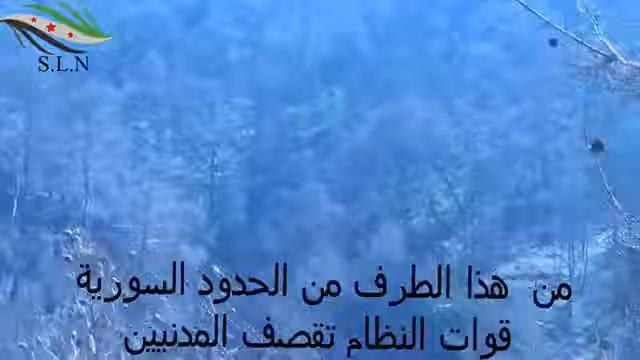 S.L.N
من هذا الطرف من الحدود السورية
قوات النظام تقصف المدنيين